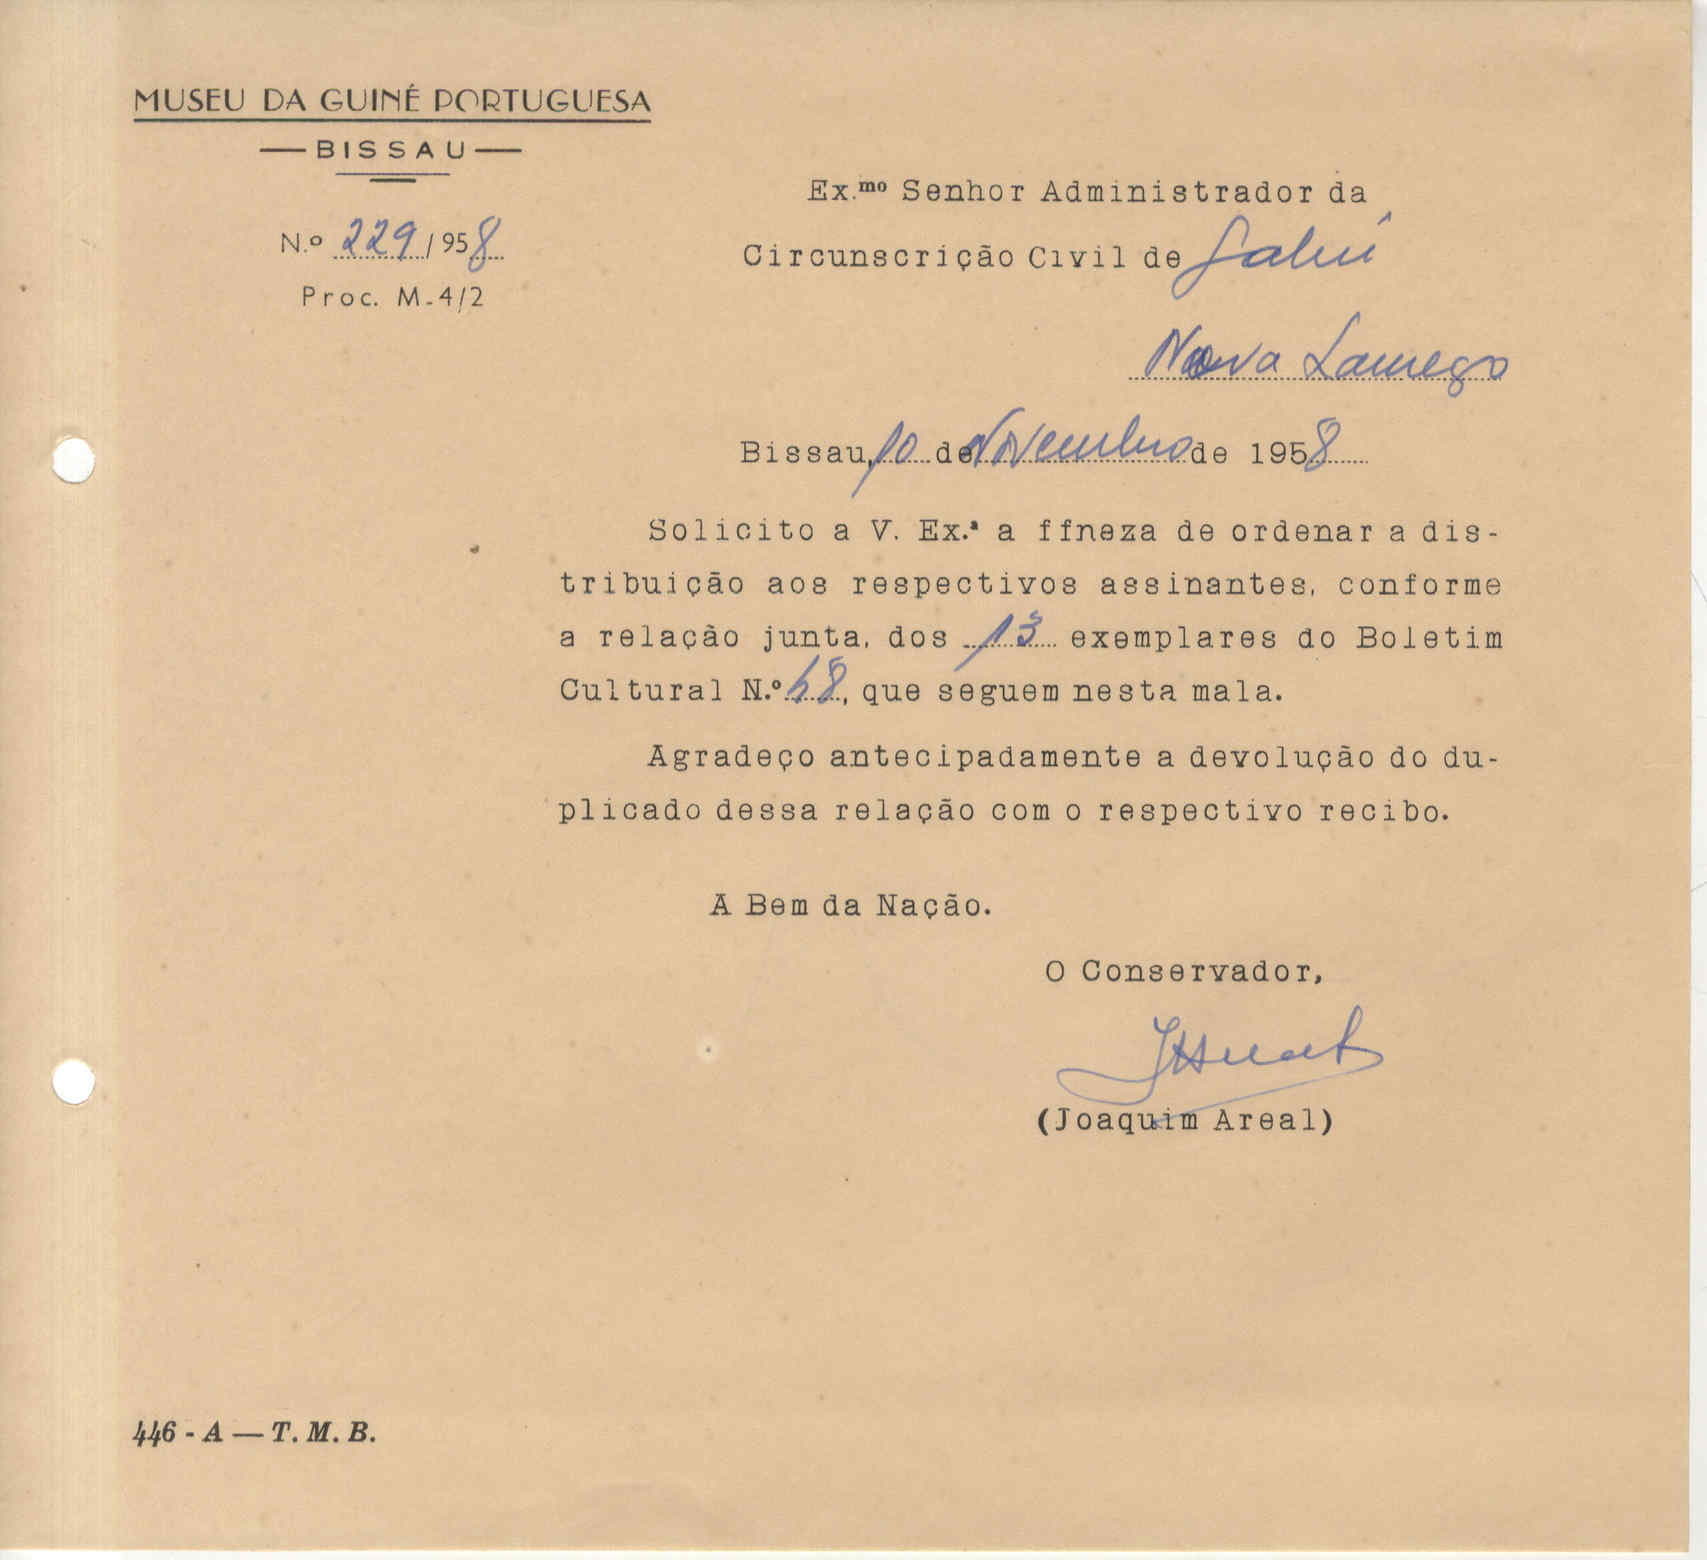 MUSEU DA GUINÉ PORTUGUESA
— BISSAU —
N.º 229/958
Proc. M-4/2
Ex.mo Senhor Administrador da
Circunscrição Civil de Gabú
Nova Lamego
Bissau, 10 de Novembro de 1958
Solicito a V. Ex.ª a ffneza de ordenar a dis-
tribuição aos respectivos assinantes, conforme
a relação junta, dos 13 exemplares do Boletim
Cultural N.º, que seguem nesta mala.
Agradeço antecipadamente a devolução do du-
plicado dessa relação com o respectivo recibo.
A Bem da Nação.
O Conservador,
(Joaquim Areal)
446 - A — T. M. B.